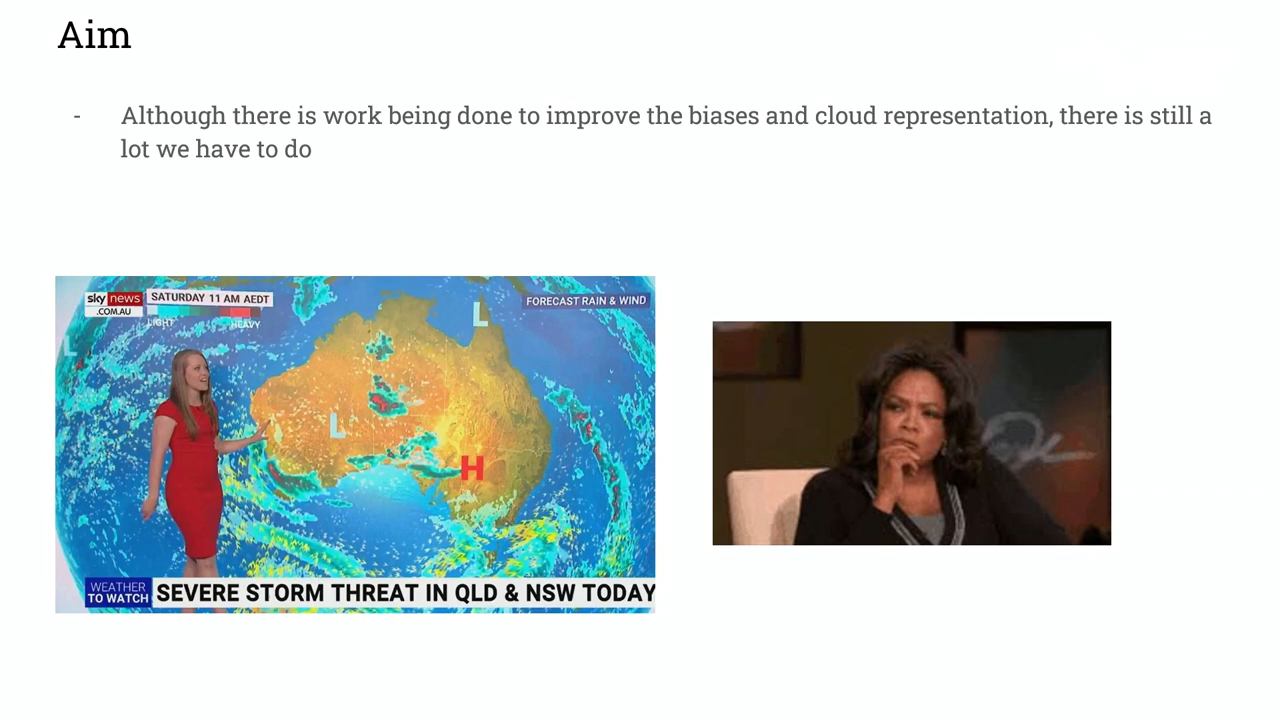 Aim
- Although there is work being done to improve the biases and cloud representation, there is still a
lot we have to do
sky news
.COM.AU
SATURDAY 11 AM AEDT
LIGHT HEAVY
FORECAST RAIN & WIND
L
L
L
H
WEATHER
TO WATCH
SEVERE STORM THREAT IN QLD & NSW TODAY